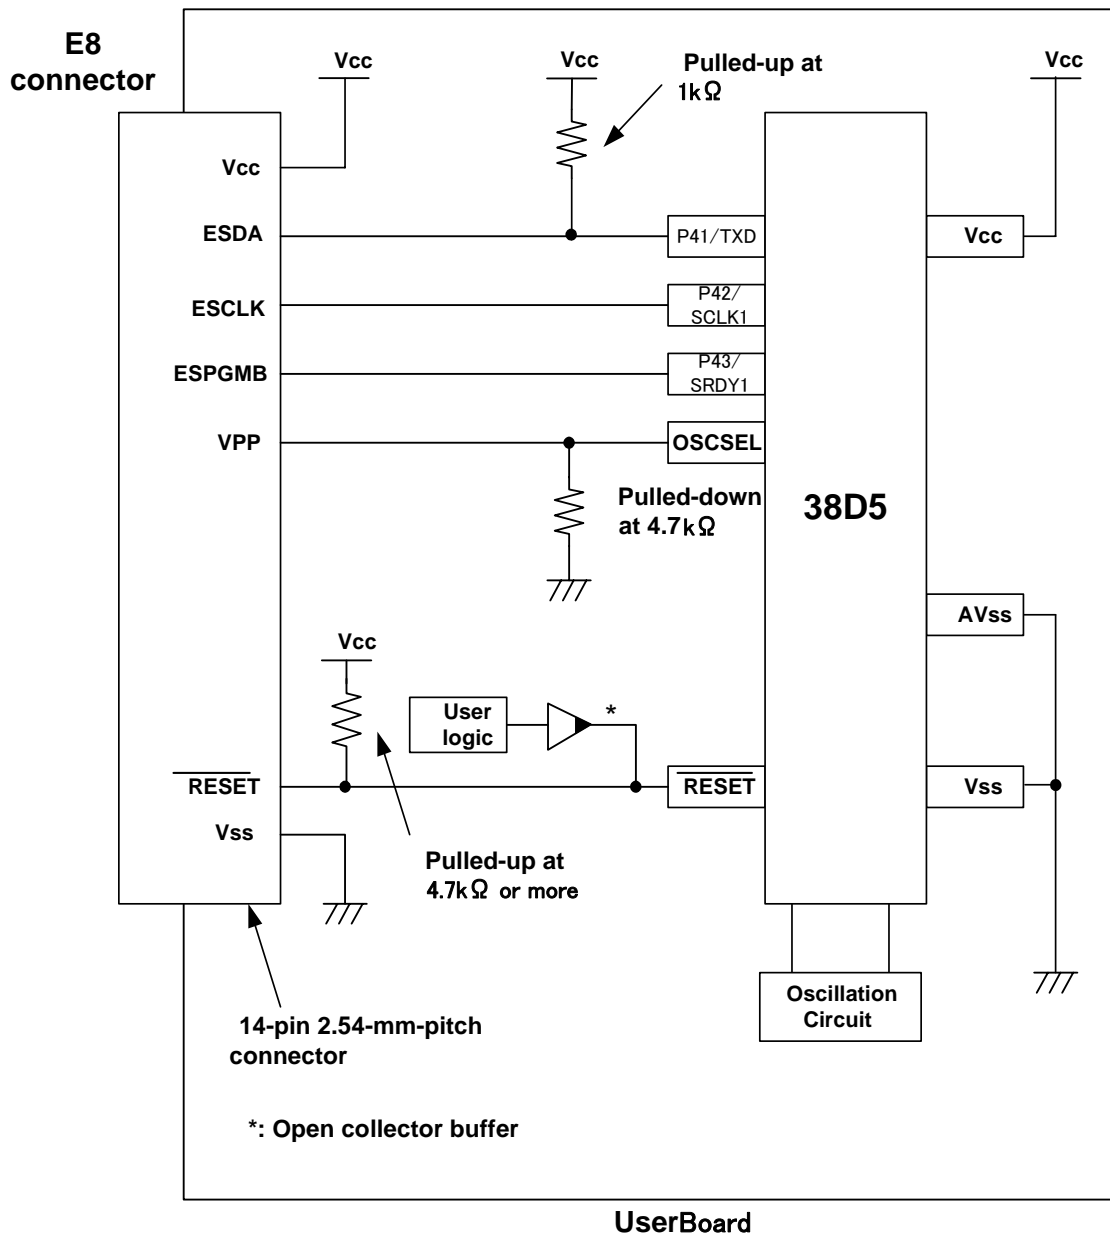 E8
connector
Vcc
Vcc
Pulled-up at
1kΩ
Vcc
Vcc
ESDA
P41/TXD
Vcc
ESCLK
P42/
SCLK1
ESPGMB
P43/
SRDY1
VPP
OSCSEL
Pulled-down
at 4.7kΩ
38D5
AVss
Vcc
User
logic
*
RESET
RESET
Vss
Vss
Pulled-up at
4.7kΩ or more
Oscillation
Circuit
14-pin 2.54-mm-pitch
connector
*: Open collector buffer
UserBoard